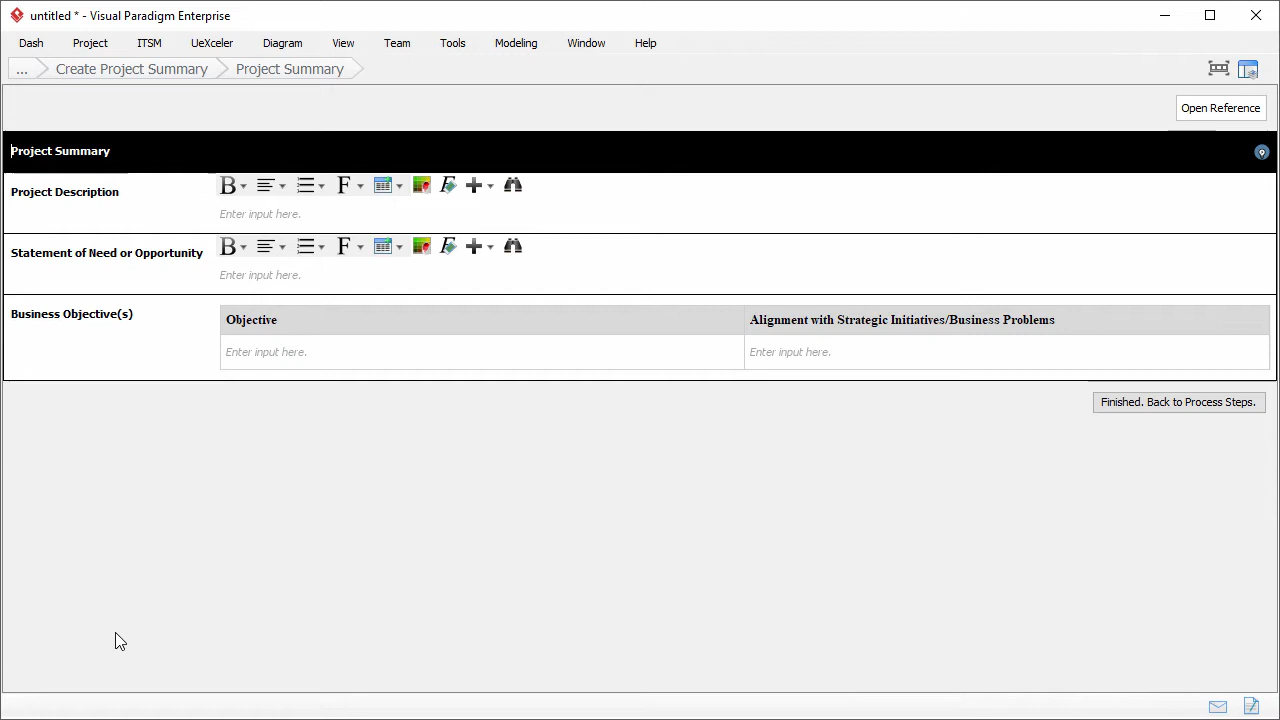 untitled * - Visual Paradigm Enterprise
Dash Project ITSM UeXceler Diagram View Team Tools Modeling Window Help
... Create Project Summary Project Summary
Open Reference
Project Summary
Project Description
B F F
Enter input here.
Statement of Need or Opportunity
B F F
Enter input here.
Business Objective(s)
Objective Alignment with Strategic Initiatives/Business Problems
Enter input here. Enter input here.
Finished. Back to Process Steps.